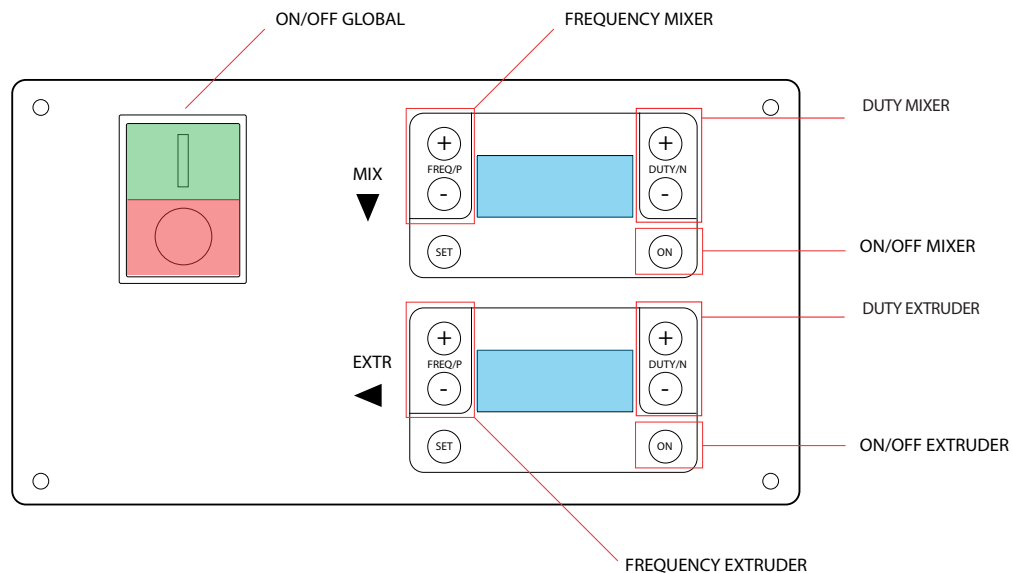 ON/OFF GLOBAL
FREQUENCY MIXER
DUTY MIXER
MIX
+
FREQ/P
-
+
DUTY/N
-
SET
ON
ON/OFF MIXER
DUTY EXTRUDER
EXTR
+
FREQ/P
-
+
DUTY/N
-
SET
ON
ON/OFF EXTRUDER
FREQUENCY EXTRUDER